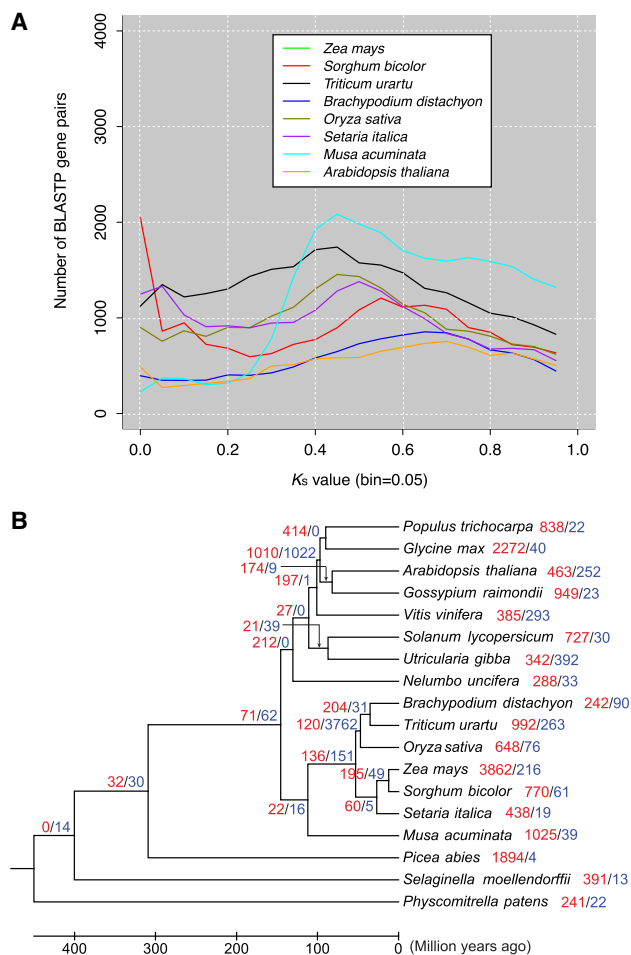 A
Number of BLASTP gene pairs
4000
3000
2000
1000
0
Zea mays
Sorghum bicolor
Triticum urartu
Brachypodium distachyon
Oryza sativa
Setaria italica
Musa acuminata
Arabidopsis thaliana
0.0 0.2 0.4 0.6 0.8 1.0
Ks value (bin=0.05)
B
414/0
1010/1022
174/9
197/1
27/0
21/39
212/0
71/62
204/31
120/3762
136/151
195/49
60/5
22/16
32/30
0/14
Populus trichocarpa 838/22
Glycine max 2272/40
Arabidopsis thaliana 463/252
Gossypium raimondii 949/23
Vitis vinifera 385/293
Solanum lycopersicum 727/30
Utricularia gibba 342/392
Nelumbo uncifera 288/33
Brachypodium distachyon 242/90
Triticum urartu 992/263
Oryza sativa 648/76
Zea mays 3862/216
Sorghum bicolor 770/61
Setaria italica 438/19
Musa acuminata 1025/39
Picea abies 1894/4
Selaginella moellendorffii 391/13
Physcomitrella patens 241/22
400 300 200 100 0 (Million years ago)